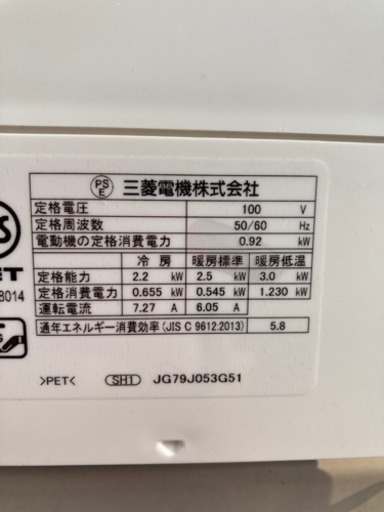 PSE 三菱電機株式会社
定格電圧 100 V
定格周波数 50/60 Hz
電動機の定格消費電力 0.92 kW
冷房 暖房標準 暖房低温
定格能力 2.2 kW 2.5 kW 3.0 kW
定格消費電力 0.655 kW 0.545 kW 1.230 kW
運転電流 7.27 A 6.05 A
通年エネルギー消費効率(JIS C 9612:2013) 5.8
ET
8014
S
>PET< SH1 JG79J053G51